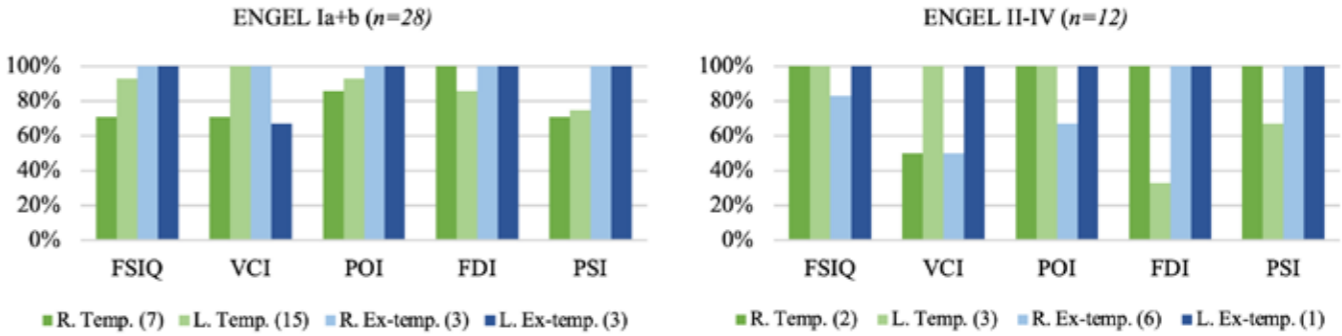 ENGEL Ia+b (n=28)
100%
80%
60%
40%
20%
0%
FSIQ VCI POI FDI PSI
R. Temp. (7) L. Temp. (15) R. Ex-temp. (3) L. Ex-temp. (3)
ENGEL II-IV (n=12)
100%
80%
60%
40%
20%
0%
FSIQ VCI POI FDI PSI
R. Temp. (2) L. Temp. (3) R. Ex-temp. (6) L. Ex-temp. (1)